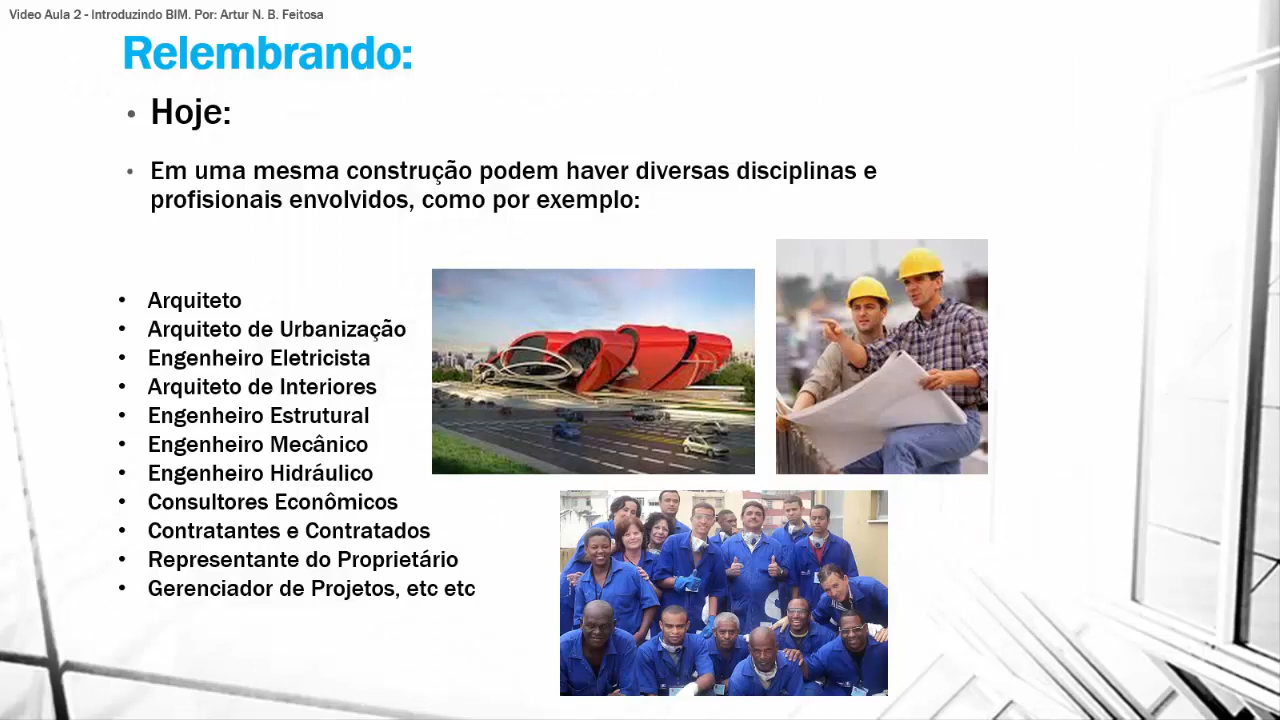 Video Aula 2 - Introduzindo BIM. Por: Artur N. B. Feitosa
Relembrando:
• Hoje:
• Em uma mesma construção podem haver diversas disciplinas e
profisionais envolvidos, como por exemplo:
• Arquiteto
• Arquiteto de Urbanização
• Engenheiro Eletricista
• Arquiteto de Interiores
• Engenheiro Estrutural
• Engenheiro Mecânico
• Engenheiro Hidráulico
• Consultores Econômicos
• Contratantes e Contratados
• Representante do Proprietário
• Gerenciador de Projetos, etc etc